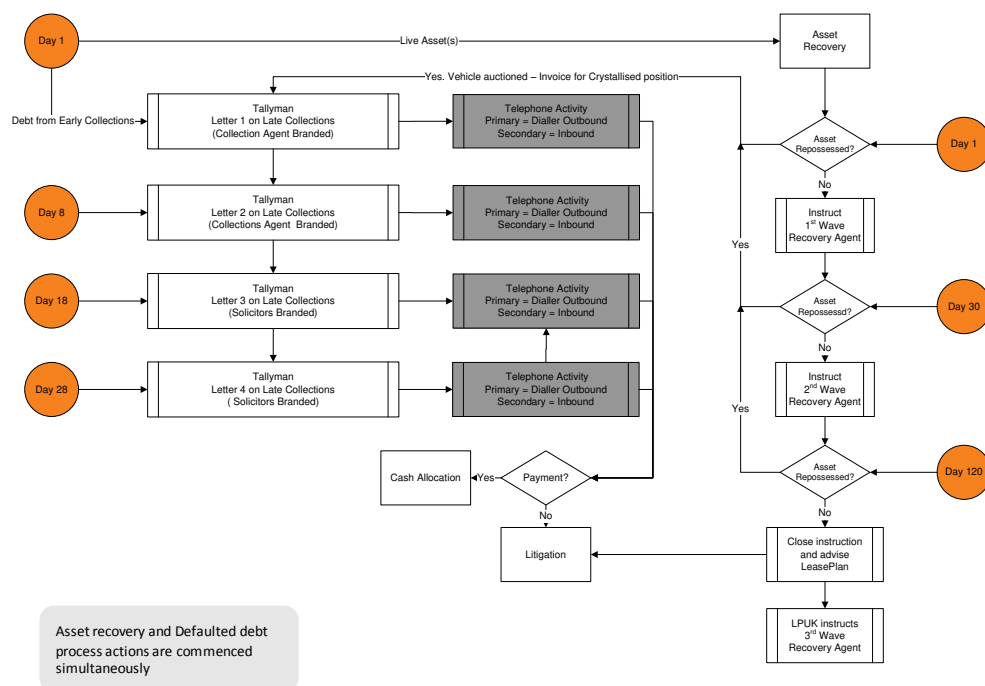 Day 1
Live Asset(s)
Asset
Recovery
Yes. Vehicle auctioned – Invoice for Crystallised position
Debt from Early Collections
Tallyman
Letter 1 on Late Collections
(Collection Agent Branded)
Telephone Activity
Primary = Dialler Outbound
Secondary = Inbound
Asset
Repossessed?
Day 1
No
Day 8
Tallyman
Letter 2 on Late Collections
(Collections Agent  Branded)
Telephone Activity
Primary = Dialler Outbound
Secondary = Inbound
Instruct
1st Wave
Recovery Agent
Yes
Day 18
Tallyman
Letter 3 on Late Collections
(Solicitors Branded)
Telephone Activity
Primary = Dialler Outbound
Secondary = Inbound
Asset
Repossessd?
Day 30
No
Day 28
Tallyman
Letter 4 on Late Collections
( Solicitors Branded)
Telephone Activity
Primary = Dialler Outbound
Secondary = Inbound
Instruct
2nd Wave
Recovery Agent
Yes
Cash Allocation
Yes
Payment?
Asset
Repossessed?
Day 120
No
No
Litigation
Close instruction
and advise
LeasePlan
LPUK instructs
3rd Wave
Recovery Agent
Asset recovery and Defaulted debt
process actions are commenced
simultaneously